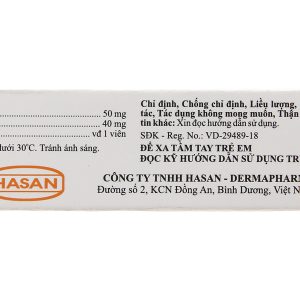 50 mg
40 mg
vđ 1 viên
dưới 30°C. Tránh ánh sáng.
HASAN
Chỉ định, Chống chỉ định, Liều lượng,
tác, Tác dụng không mong muốn, Thận
tin khác: Xin đọc hướng dẫn sử dụng.
SĐK - Reg. No.: VD-29489-18
ĐỂ XA TẦM TAY TRẺ EM
ĐỌC KỸ HƯỚNG DẪN SỬ DỤNG TR
CÔNG TY TNHH HASAN - DERMAPHARM
Đường số 2, KCN Đồng An, Bình Dương, Việt N